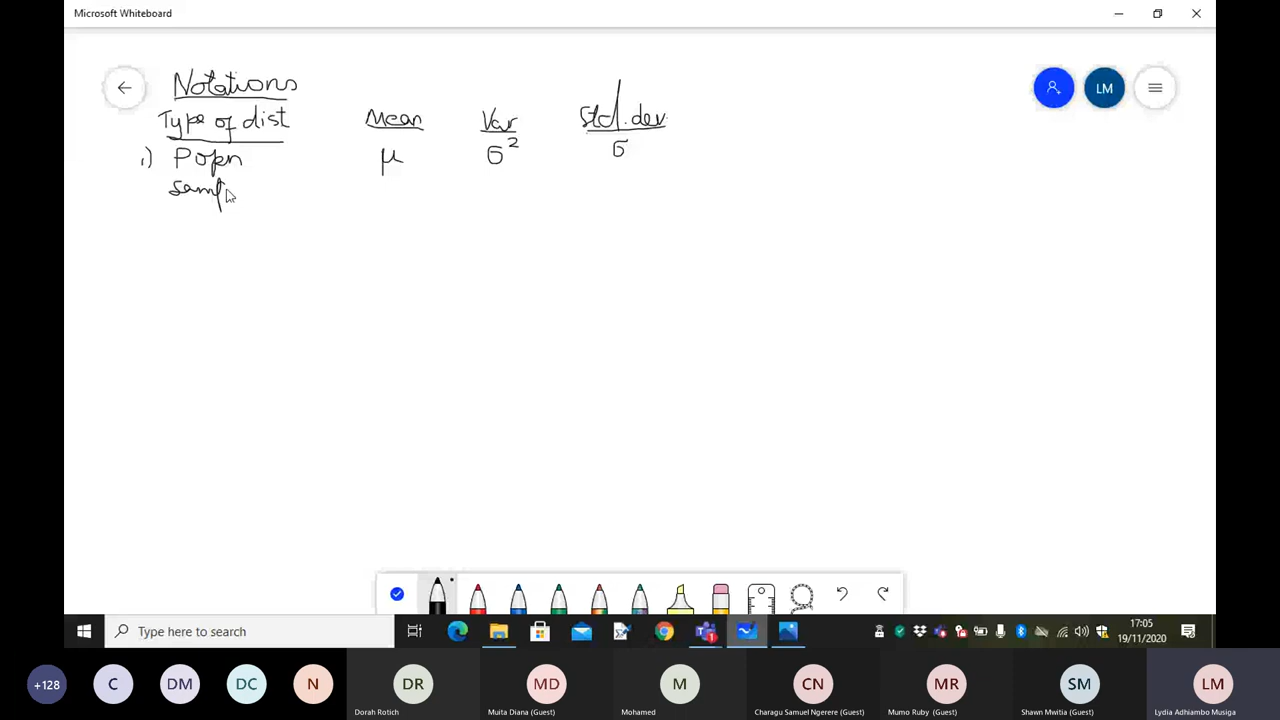 Microsoft Whiteboard
Notations
LM
Type of dist Mean Var Std.dev
i) Popn μ σ² σ
samp
Type here to search
17:05
19/11/2020
+128 C DM DC N DR MD M CN MR SM LM
Dorah Rotich Muita Diana (Guest) Mohamed Charagu Samuel Ngerere (Guest) Mumo Ruby (Guest) Shawn Mwitia (Guest) Lydia Adhiambo Musiga